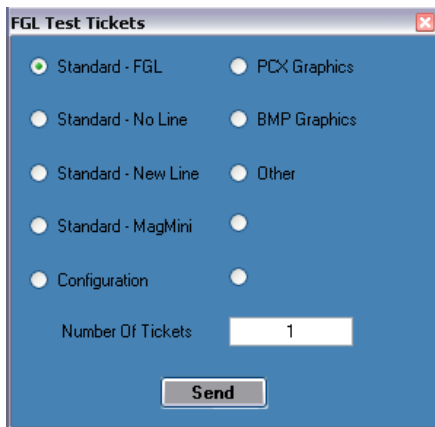 FGL Test Tickets
Standard - FGL PCX Graphics
Standard - No Line BMP Graphics
Standard - New Line Other
Standard - MagMini
Configuration
Number Of Tickets 1
Send